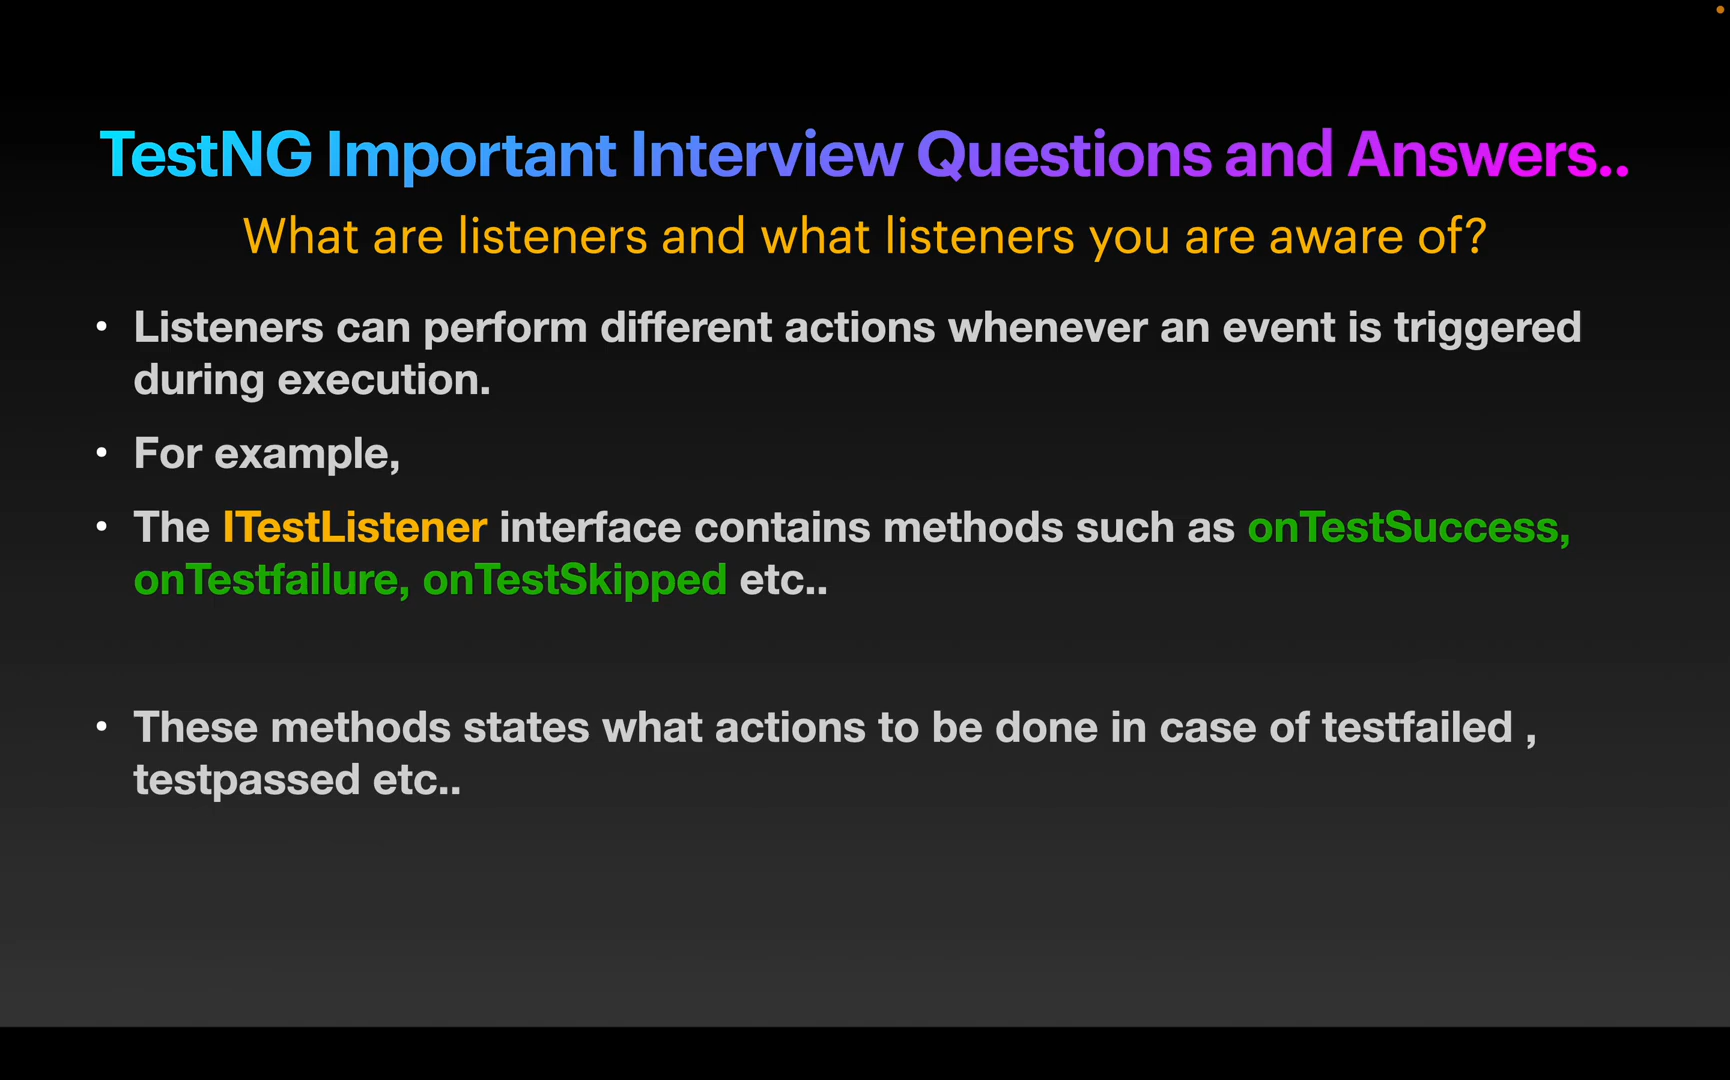 TestNG Important Interview Questions and Answers..
What are listeners and what listeners you are aware of?
• Listeners can perform different actions whenever an event is triggered
during execution.
• For example,
• The ITestListener interface contains methods such as onTestSuccess,
onTestfailure, onTestSkipped etc..
• These methods states what actions to be done in case of testfailed ,
testpassed etc..